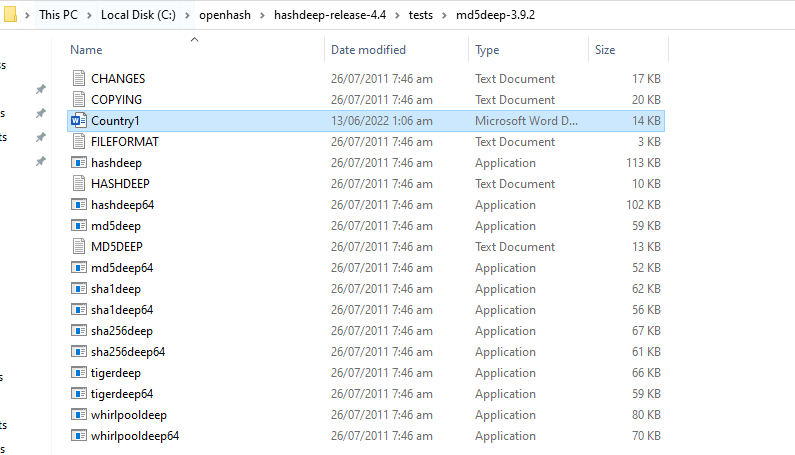 This PC > Local Disk (C:) > openhash > hashdeep-release-4.4 > tests > md5deep-3.9.2
Name Date modified Type Size
CHANGES 26/07/2011 7:46 am Text Document 17 KB
COPYING 26/07/2011 7:46 am Text Document 20 KB
Country1 13/06/2022 1:06 am Microsoft Word D... 14 KB
FILEFORMAT 26/07/2011 7:46 am Text Document 3 KB
hashdeep 26/07/2011 7:46 am Application 113 KB
HASHDEEP 26/07/2011 7:46 am Text Document 10 KB
hashdeep64 26/07/2011 7:46 am Application 102 KB
md5deep 26/07/2011 7:46 am Application 59 KB
MD5DEEP 26/07/2011 7:46 am Text Document 13 KB
md5deep64 26/07/2011 7:46 am Application 52 KB
sha1deep 26/07/2011 7:46 am Application 62 KB
sha1deep64 26/07/2011 7:46 am Application 56 KB
sha256deep 26/07/2011 7:46 am Application 67 KB
sha256deep64 26/07/2011 7:46 am Application 61 KB
tigerdeep 26/07/2011 7:46 am Application 66 KB
tigerdeep64 26/07/2011 7:46 am Application 59 KB
whirlpooldeep 26/07/2011 7:46 am Application 80 KB
whirlpooldeep64 26/07/2011 7:46 am Application 70 KB